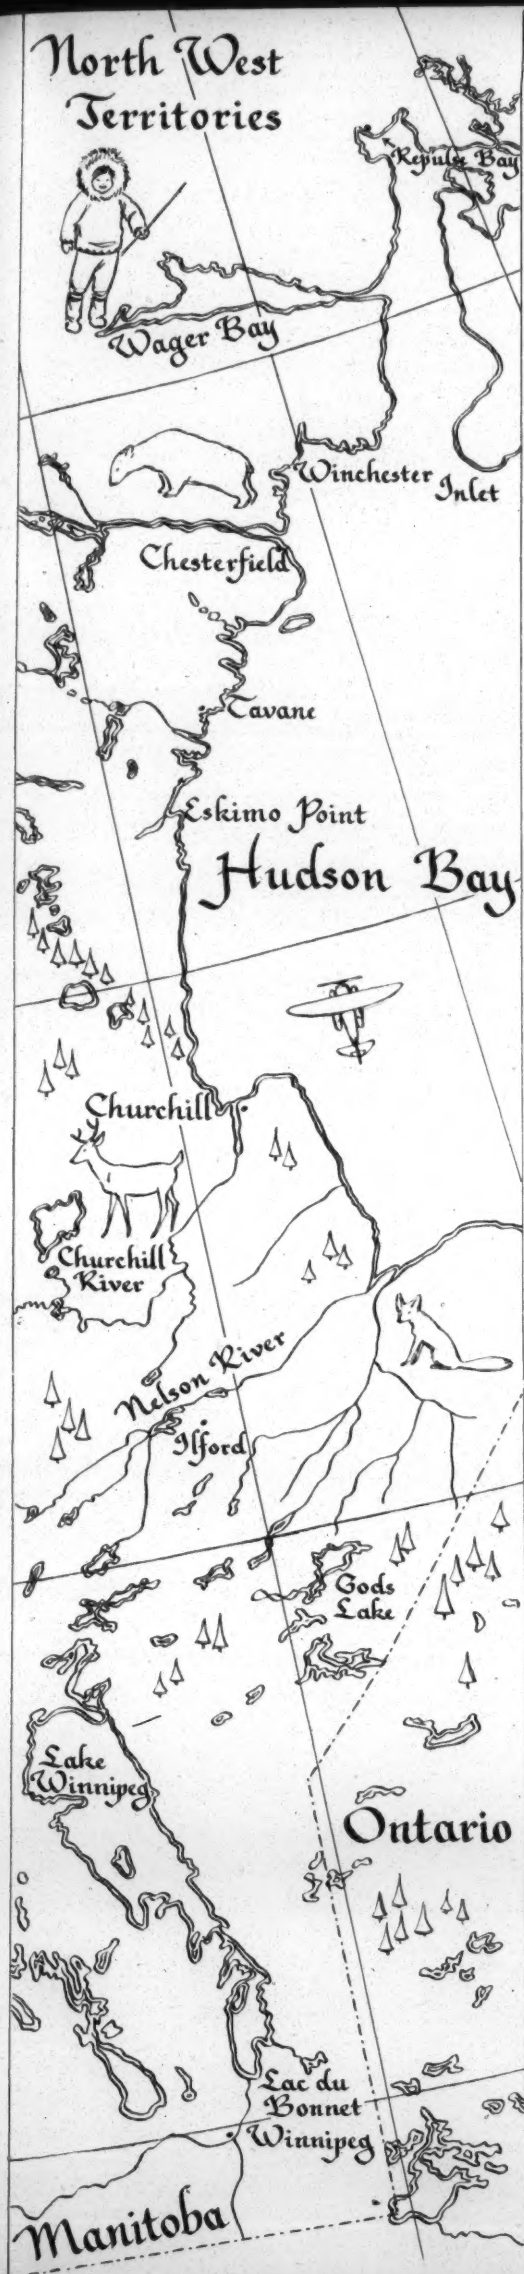 North West
Territories
Repulse Bay
Wager Bay
Winchester
Inlet
Chesterfield
Tavane
Eskimo Point
Hudson Bay
Churchill
Churchill
River
Nelson River
Ilford
Gods
Lake
Lake
Winnipeg
Ontario
Lac du
Bonnet
Winnipeg
Manitoba